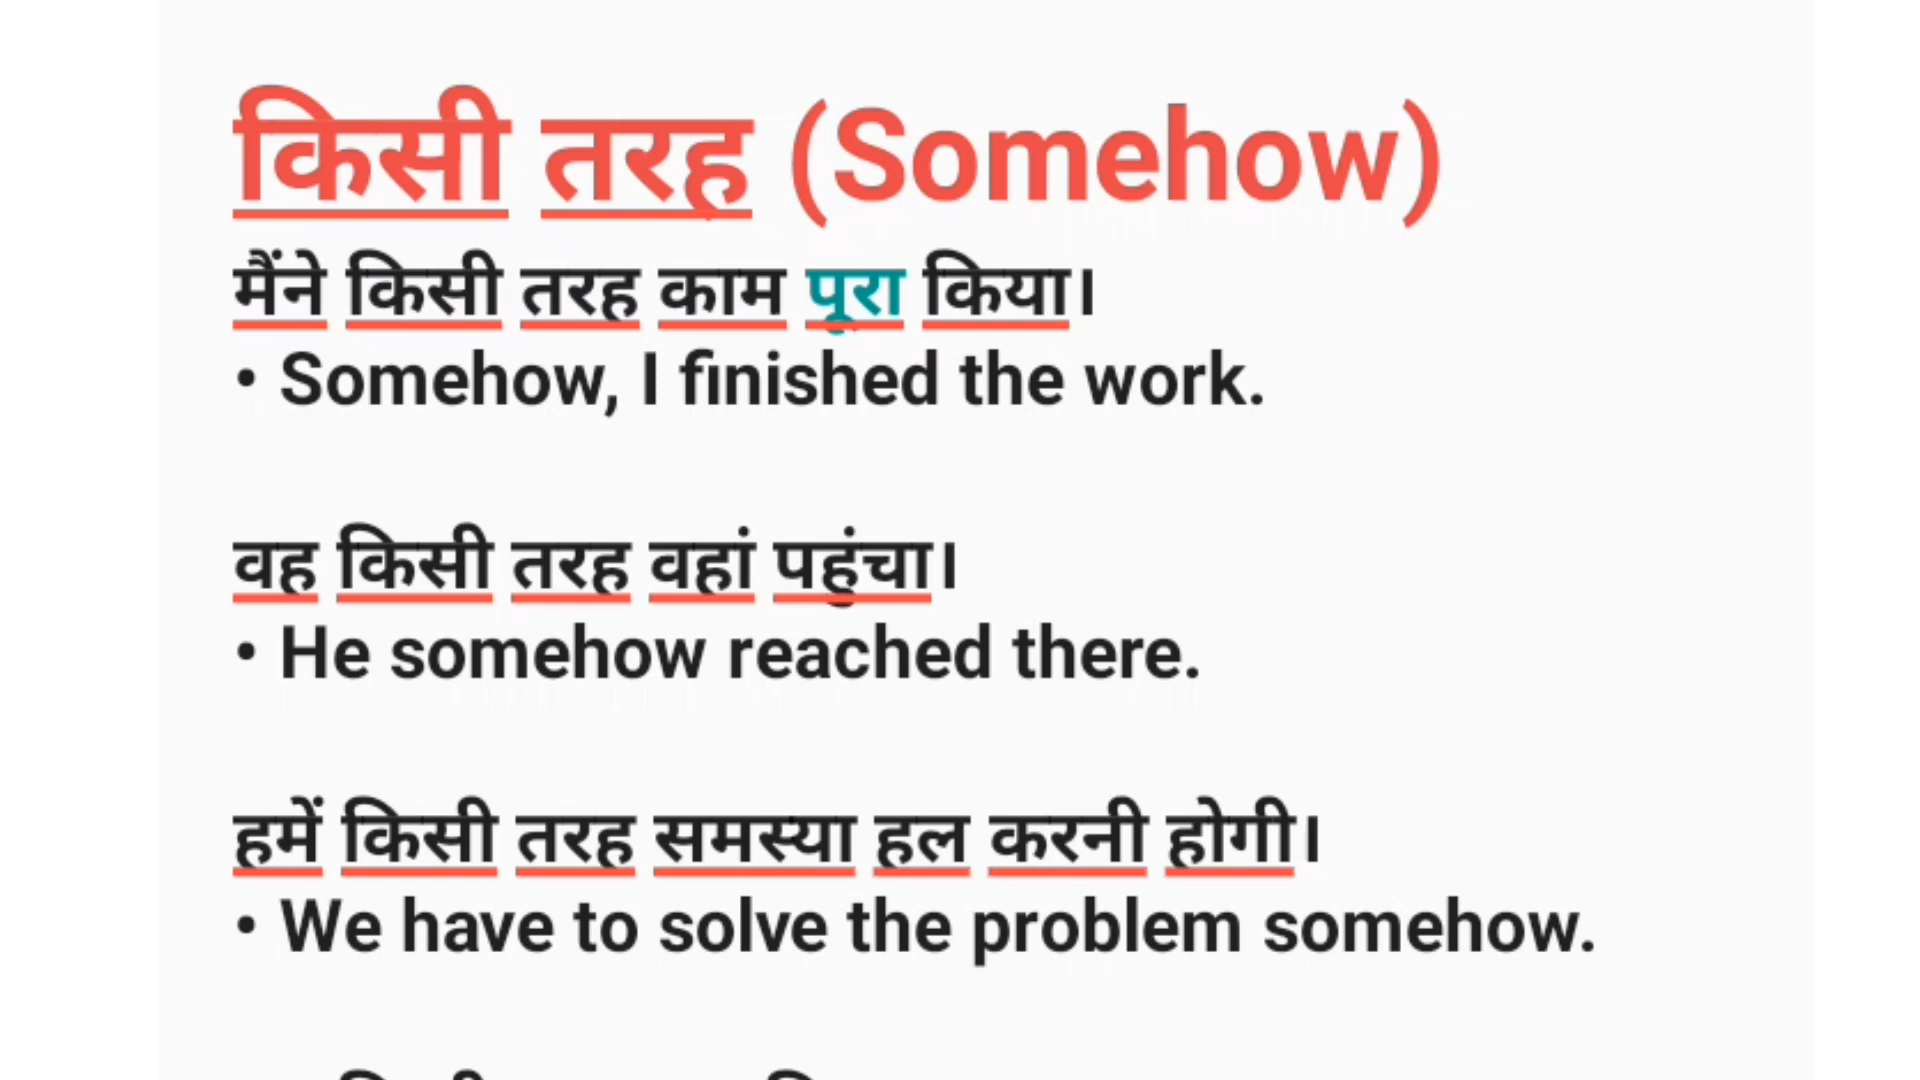 किसी तरह (Somehow)
मैंने किसी तरह काम पूरा किया।
• Somehow, I finished the work.
वह किसी तरह वहां पहुंचा।
• He somehow reached there.
हमें किसी तरह समस्या हल करनी होगी।
• We have to solve the problem somehow.